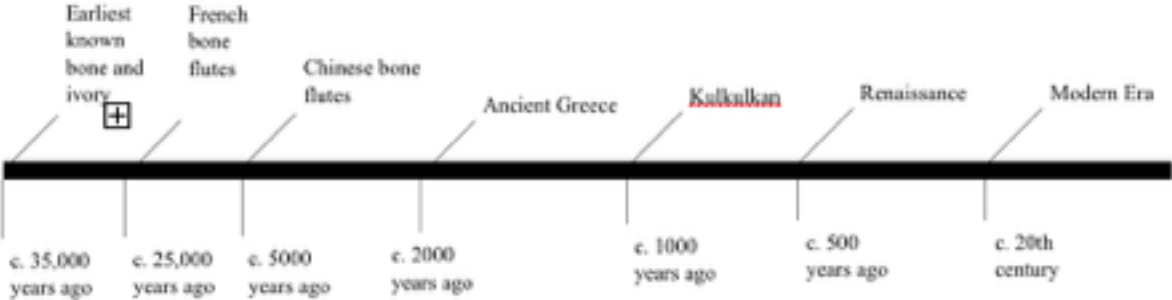 Earliest
known
bone and
ivory
French
bone
flutes
Chinese bone
flutes
Ancient Greece
Kulkulkan
Renaissance
Modern Era
c. 35,000
years ago
c. 25,000
years ago
c. 5000
years ago
c. 2000
years ago
c. 1000
years ago
c. 500
years ago
c. 20th
century